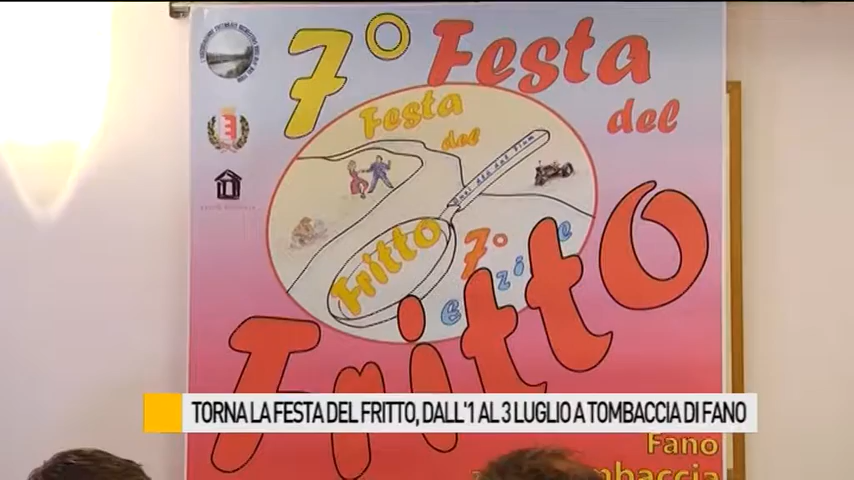 7° Festa
del
Fritto
Festa
del
Fritto
7°
edizione
TORNA LA FESTA DEL FRITTO, DALL'1 AL 3 LUGLIO A TOMBACCIA DI FANO
Fano